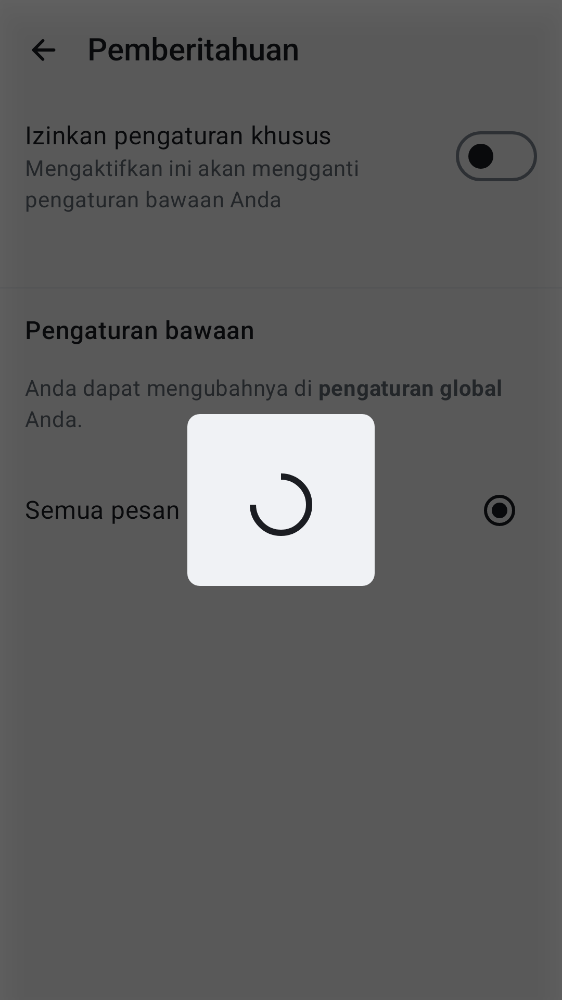 Pemberitahuan
Izinkan pengaturan khusus
Mengaktifkan ini akan mengganti
pengaturan bawaan Anda
Pengaturan bawaan
Anda dapat mengubahnya di pengaturan global
Anda.
Semua pesan